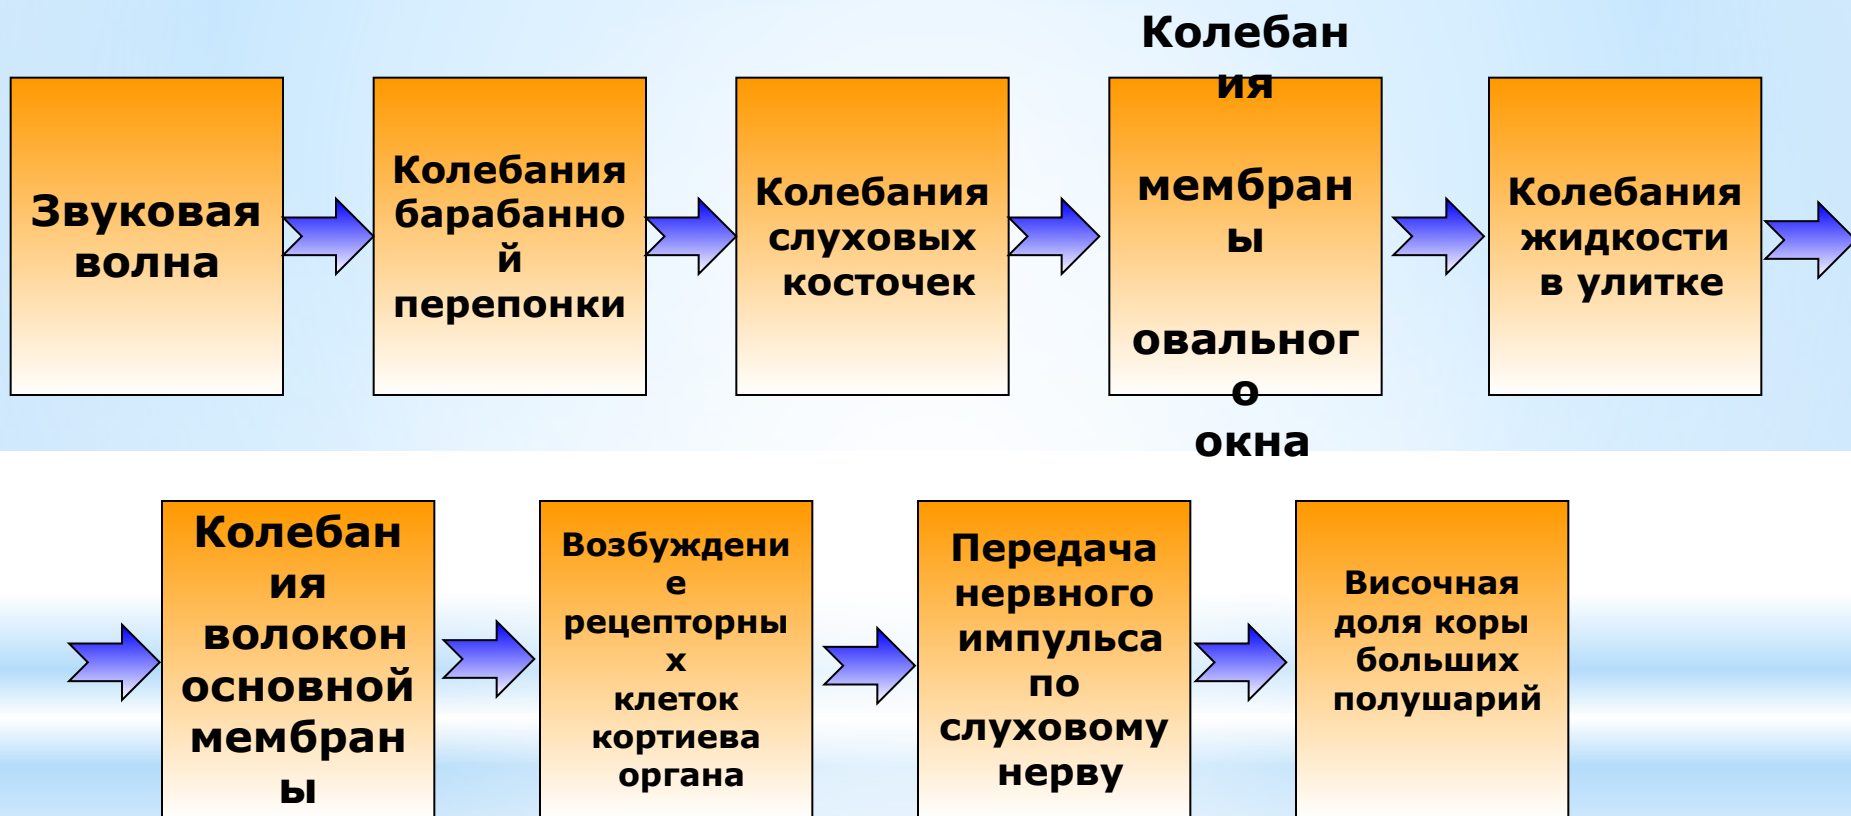 Звуковая
волна
Колебания
барабанно
й
перепонки
Колебания
слуховых
косточек
Колебан
ия
мембран
ы
овальног
о
окна
Колебания
жидкости
в улитке
Колебан
ия
волокон
основной
мембран
ы
Возбуждени
е
рецепторны
х
клеток
кортиева
органа
Передача
нервного
импульса
по
слуховому
нерву
Височная
доля коры
больших
полушарий